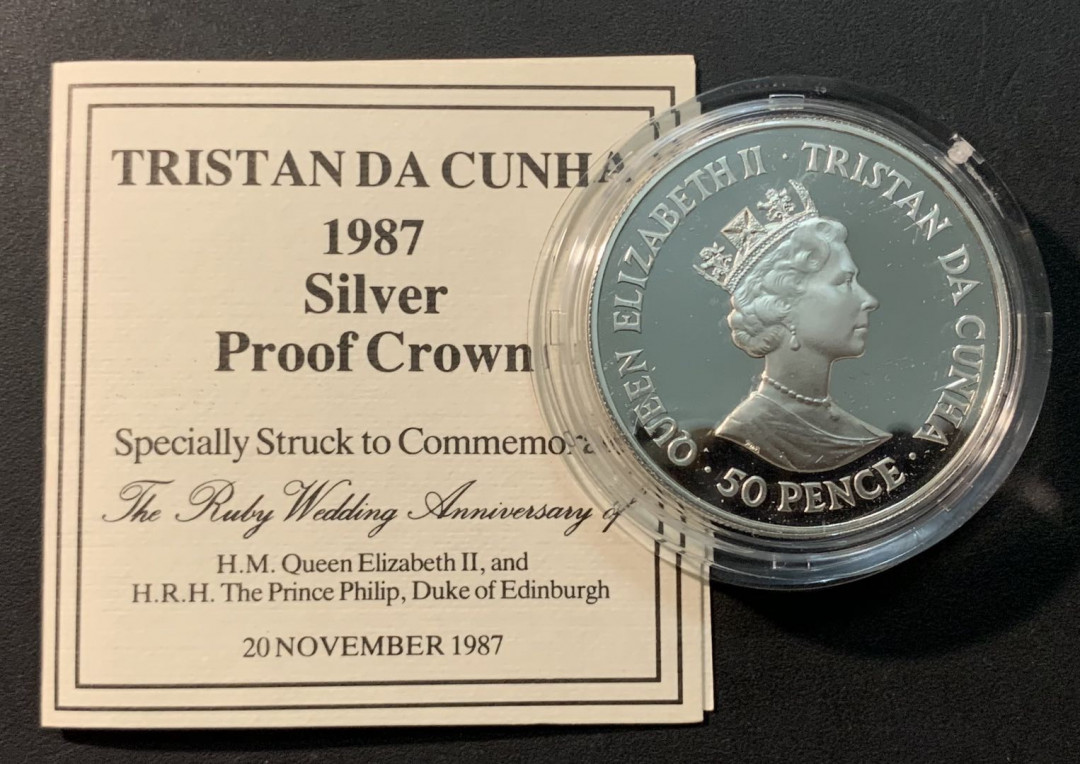 TRISTAN DA CUNHA
1987
Silver
Proof Crown
Specially Struck to
The Ruby Wedding Anniversary of
H.M. Queen Elizabeth II, and
H.R.H. The Prince Philip, Duke of Edinburgh
20 NOVEMBER 1987
QUEEN ELIZABETH II · TRISTAN DA CUNHA ·
50 PENCE ·